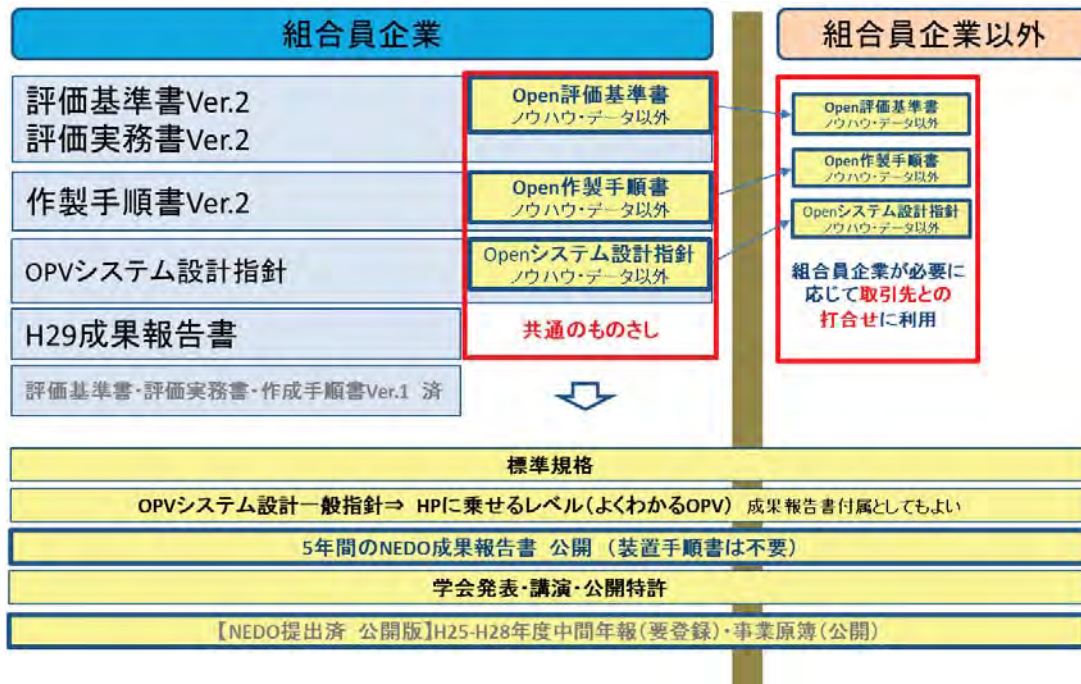 組合員企業
組合員企業以外
評価基準書Ver.2
評価実務書Ver.2
Open評価基準書
ノウハウ・データ以外
作製手順書Ver.2
Open作製手順書
ノウハウ・データ以外
OPVシステム設計指針
Openシステム設計指針
ノウハウ・データ以外
H29成果報告書
共通のものさし
評価基準書・評価実務書・作成手順書Ver.1 済
Open評価基準書
ノウハウ・データ以外
Open作製手順書
ノウハウ・データ以外
Openシステム設計指針
ノウハウ・データ以外
組合員企業が必要に
応じて取引先との
打合せに利用
標準規格
OPVシステム設計一般指針⇒ HPに乗せるレベル(よくわかるOPV) 成果報告書付属としてもよい
5年間のNEDO成果報告書 公開 (装置手順書は不要)
学会発表・講演・公開特許
【NEDO提出済 公開版】H25-H28年度中間年報(要登録)・事業原簿(公開)